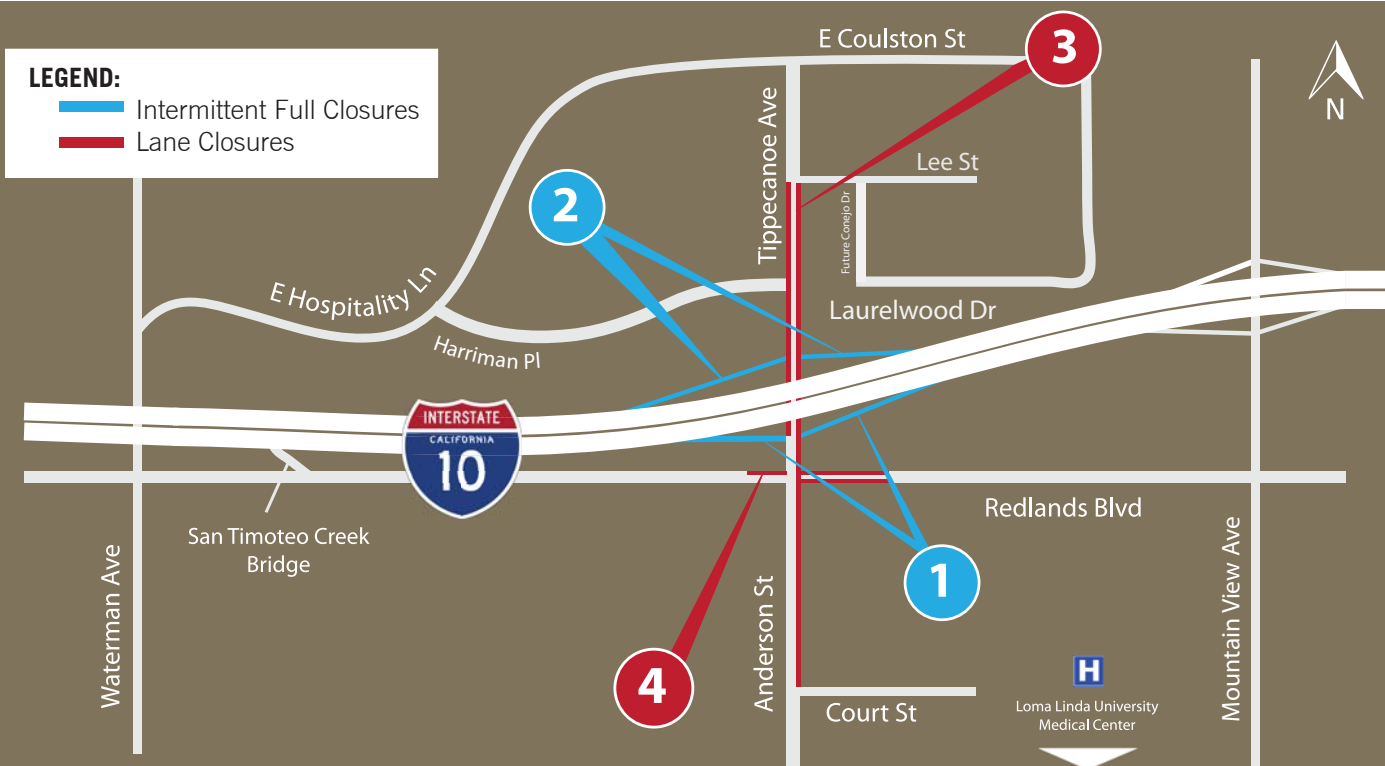 E Coulston St
3
LEGEND:
Intermittent Full Closures
Lane Closures
N
Tippecanoe Ave
Lee St
2
Future Conejo Dr
E Hospitality Ln
Laurelwood Dr
Harriman Pl
INTERSTATE
CALIFORNIA
10
Redlands Blvd
San Timoteo Creek
Bridge
Waterman Ave
Anderson St
1
Mountain View Ave
4
H
Court St
Loma Linda University
Medical Center